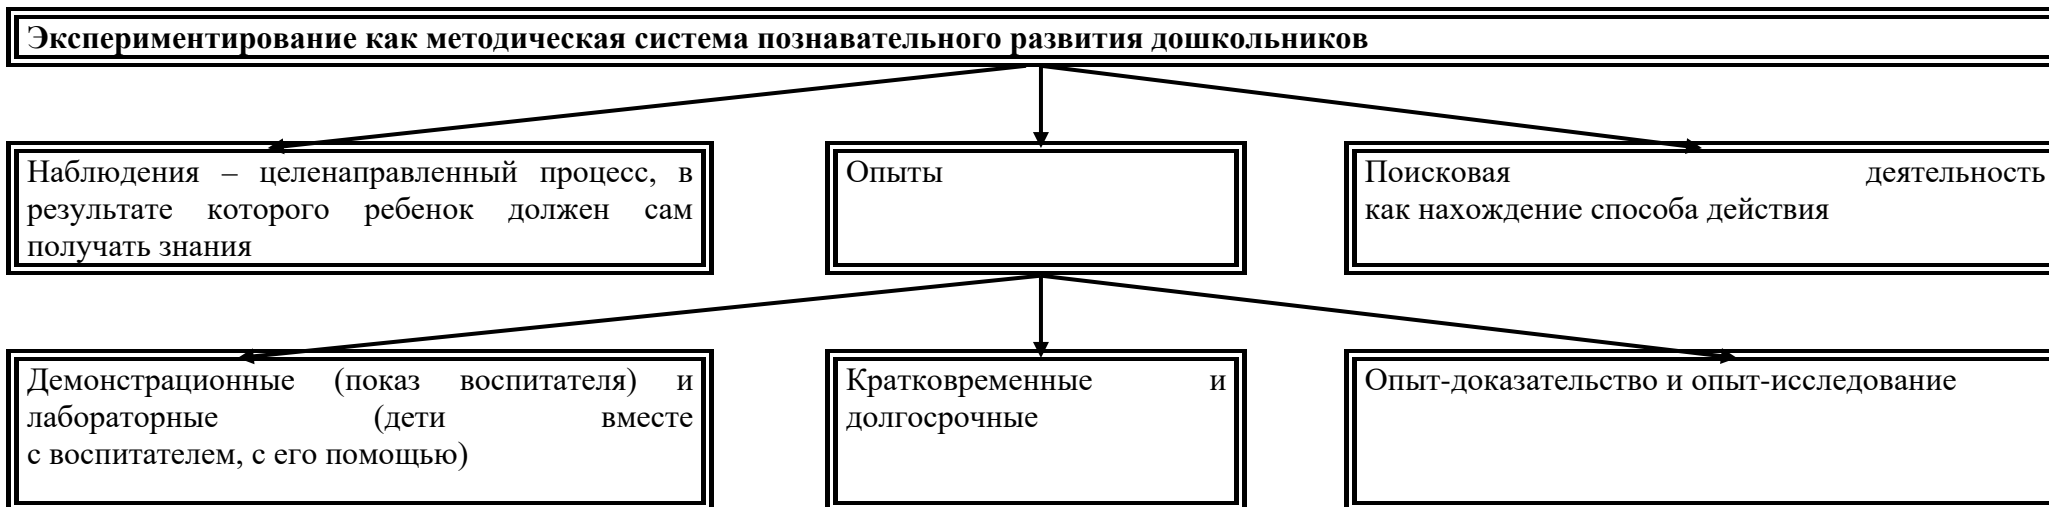 Экспериментирование как методическая система познавательного развития дошкольников
Наблюдения – целенаправленный процесс, в
результате которого ребенок должен сам
получать знания
Опыты
Поисковая деятельность
как нахождение способа действия
Демонстрационные (показ воспитателя) и
лабораторные (дети вместе
с воспитателем, с его помощью)
Кратковременные и
долгосрочные
Опыт-доказательство и опыт-исследование